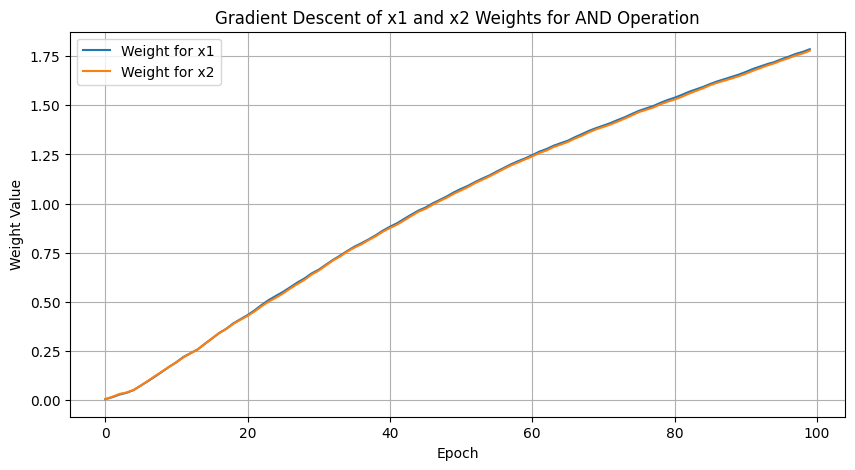 Gradient Descent of x1 and x2 Weights for AND Operation
Weight for x1
Weight for x2
Weight Value
1.75
1.50
1.25
1.00
0.75
0.50
0.25
0.00
0 20 40 60 80 100
Epoch